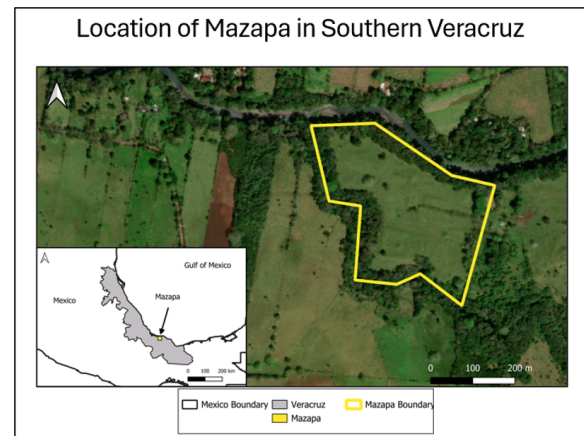 Location of Mazapa in Southern Veracruz
Gulf of Mexico
Mexico
Mazapa
0 100 200 km
0 100 200 m
Mexico Boundary Veracruz Mazapa Boundary
Mazapa